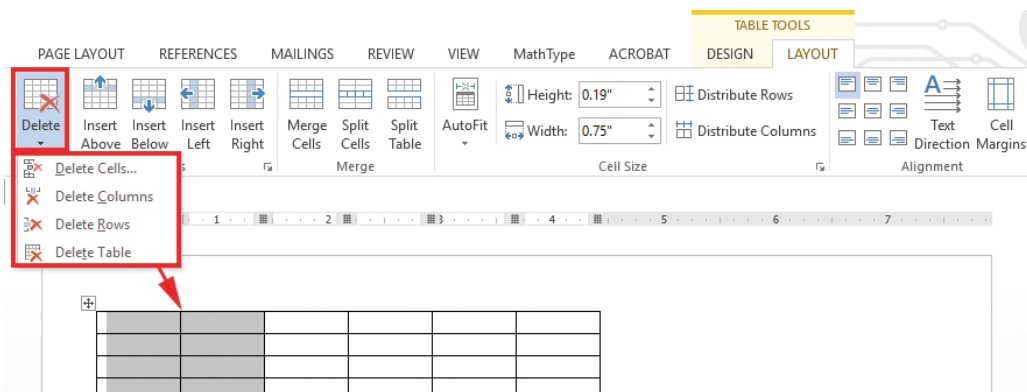 TABLE TOOLS
PAGE LAYOUT REFERENCES MAILINGS REVIEW VIEW MathType ACROBAT DESIGN LAYOUT
Delete
Insert Above
Insert Below
Insert Left
Insert Right
Merge Cells
Split Cells
Split Table
AutoFit
Height: 0.19"
Width: 0.75"
Distribute Rows
Distribute Columns
Text Direction
Cell Margins
Merge
Cell Size
Alignment
Delete Cells...
Delete Columns
Delete Rows
Delete Table
1 2 3 4 5 6 7